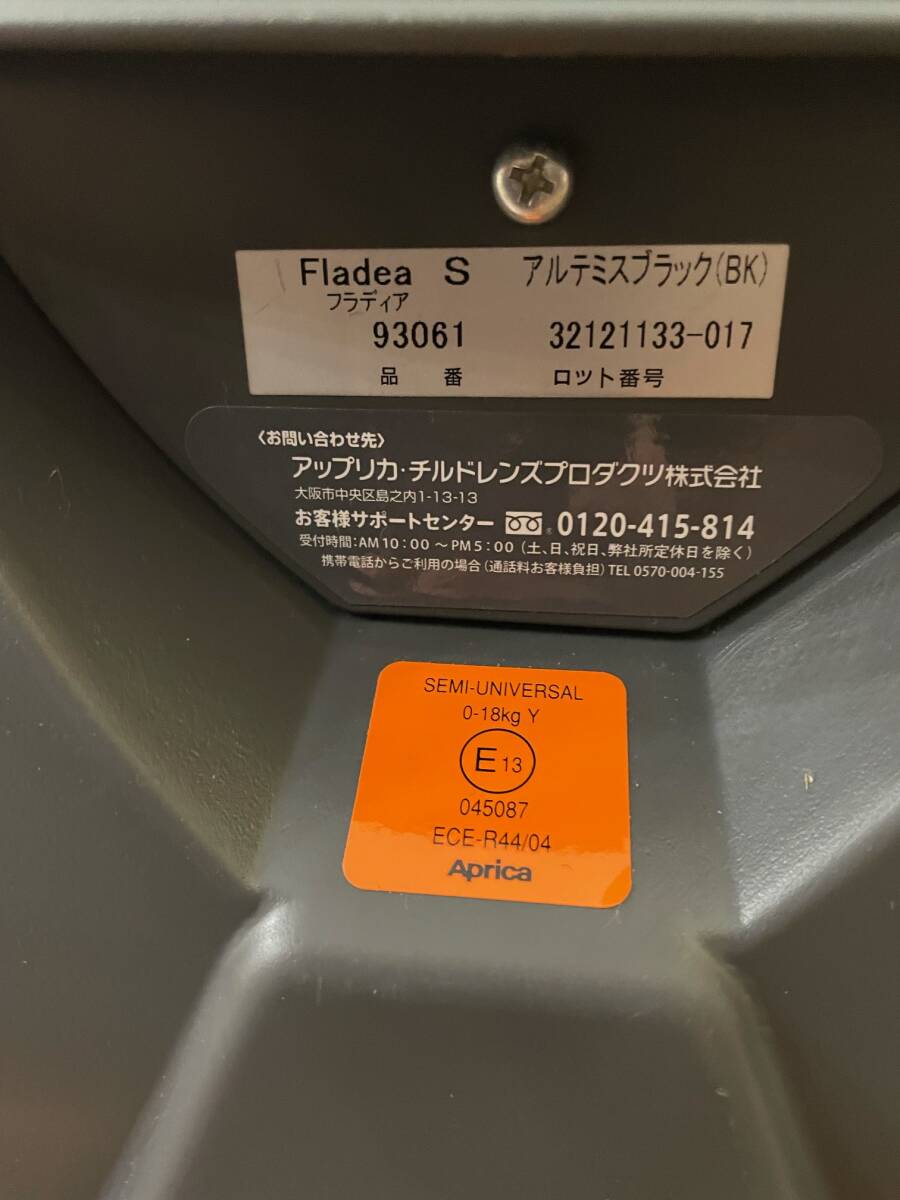 Fladea S アルテミスブラック(BK)
フラディア
93061 32121133-017
品 番 ロット番号
〈お問い合わせ先〉
アップリカ・チルドレンズプロダクツ株式会社
大阪市中央区島之内1-13-13
お客様サポートセンター 0120-415-814
受付時間:AM10:00～PM5:00(土、日、祝日、弊社所定休日を除く)
携帯電話からご利用の場合(通話料お客様負担)TEL 0570-004-155
SEMI-UNIVERSAL
0-18kg Y
E 13
045087
ECE-R44/04
Aprica